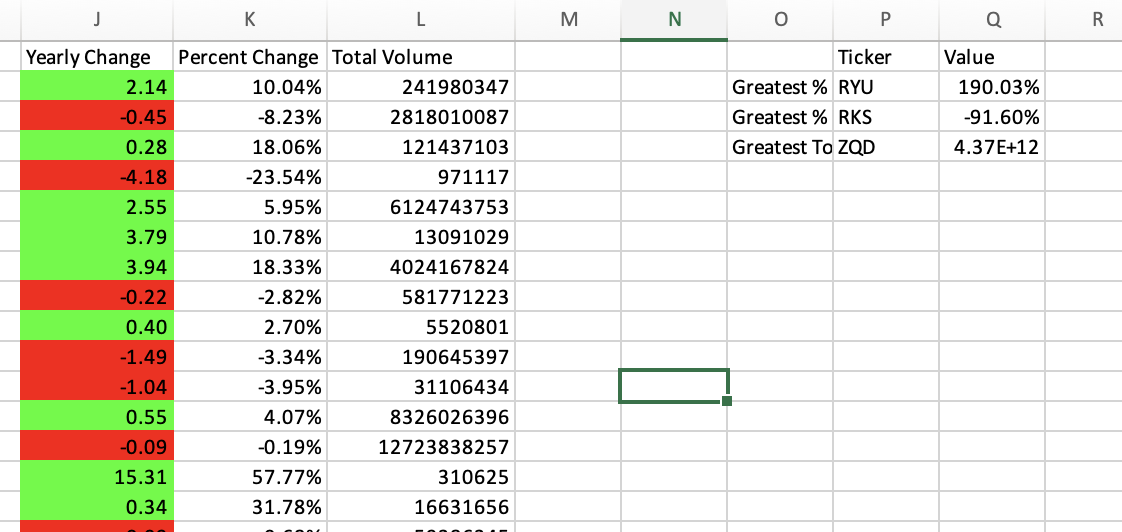 J K L M N O P Q R
Yearly Change Percent Change Total Volume Ticker Value
2.14 10.04% 241980347 Greatest % RYU 190.03%
-0.45 -8.23% 2818010087 Greatest % RKS -91.60%
0.28 18.06% 121437103 Greatest To ZQD 4.37E+12
-4.18 -23.54% 971117
2.55 5.95% 6124743753
3.79 10.78% 13091029
3.94 18.33% 4024167824
-0.22 -2.82% 581771223
0.40 2.70% 5520801
-1.49 -3.34% 190645397
-1.04 -3.95% 31106434
0.55 4.07% 8326026396
-0.09 -0.19% 12723838257
15.31 57.77% 310625
0.34 31.78% 16631656